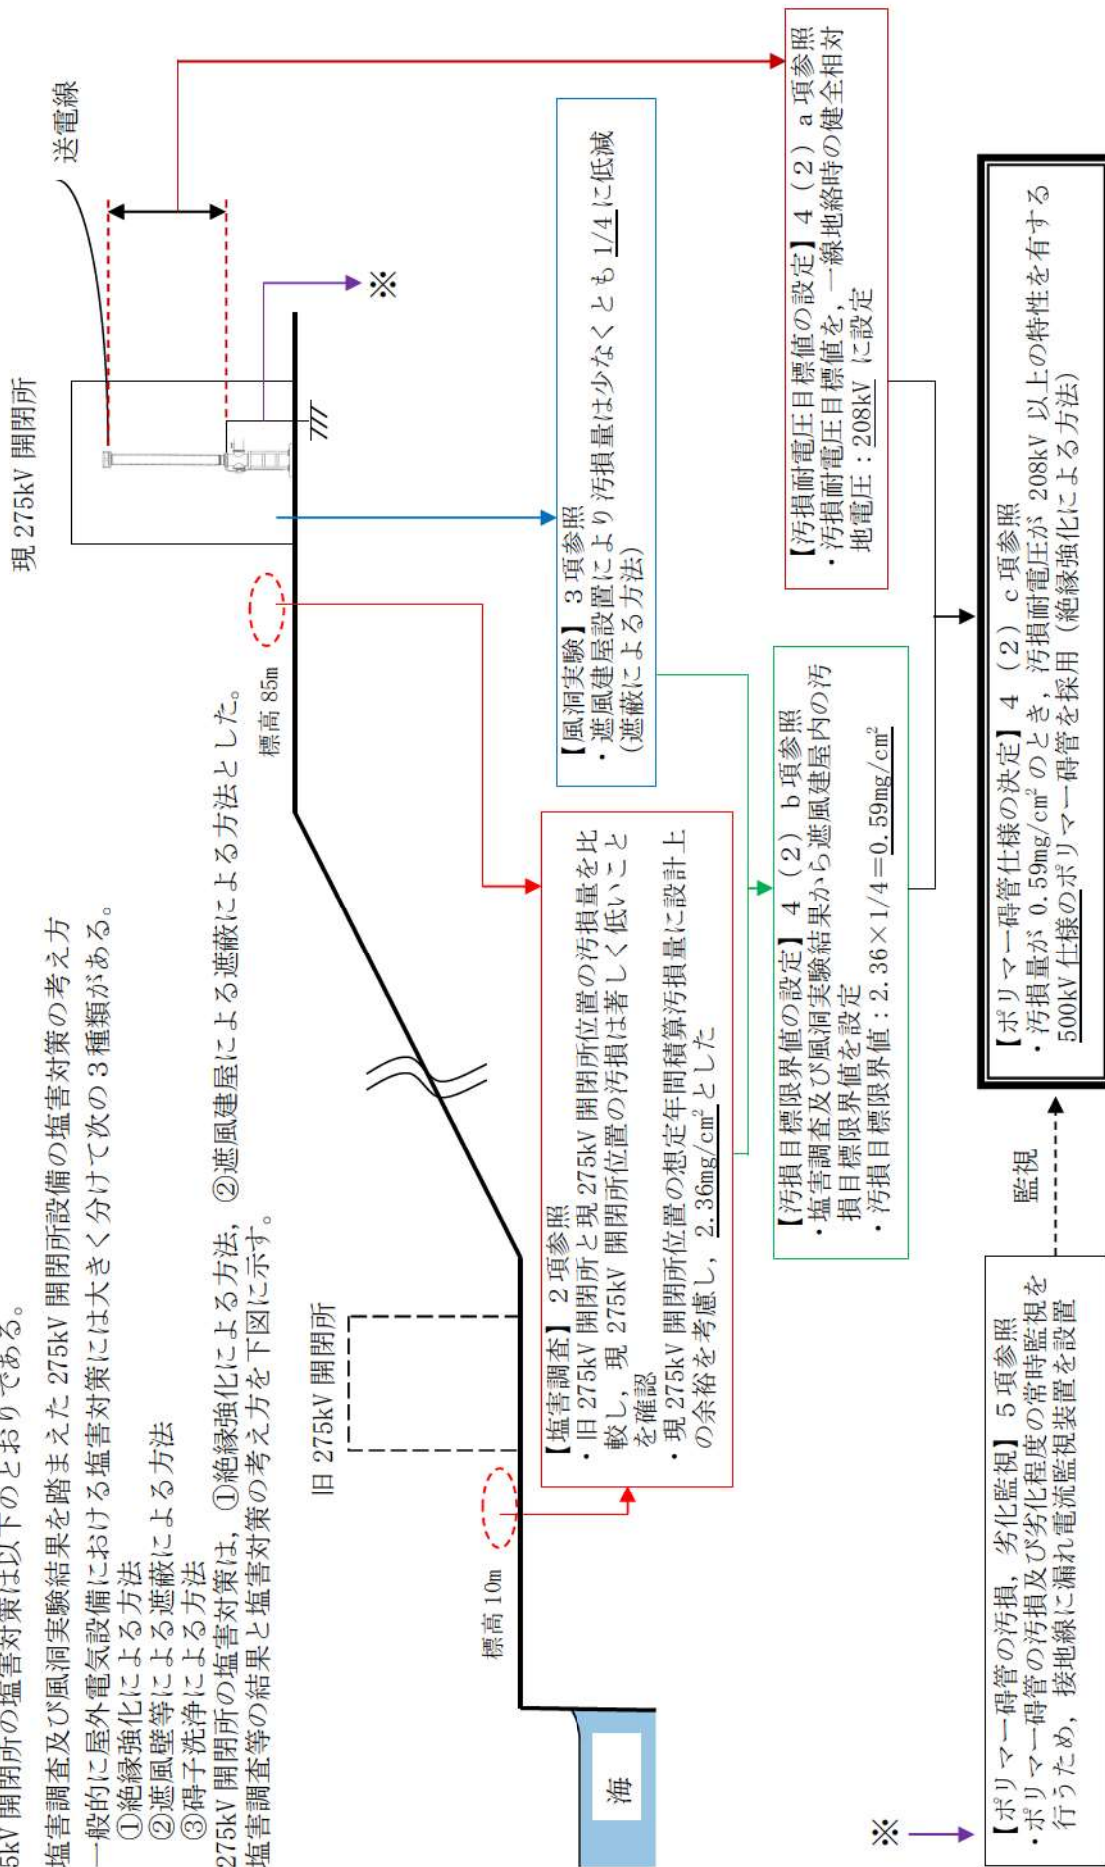 5kV 開閉所の塩害対策は以下のとおりである。
塩害調査及び風洞実験結果を踏まえた 275kV 開閉所設備の塩害対策の考え方
一般的に屋外電気設備における塩害対策には大きく分けて次の３種類がある。
①絶縁強化による方法
②遮風壁等による遮蔽による方法
③碍子洗浄による方法
275kV 開閉所の塩害対策は，①絶縁強化による方法，②遮風建屋による遮蔽による方法とした。
塩害調査等の結果と塩害対策の考え方を下図に示す。
現 275kV 開閉所
送電線
旧 275kV 開閉所
標高 85m
※
標高 10m
海
【塩害調査】２項参照
・旧 275kV 開閉所と現 275kV 開閉所位置の汚損量を比
較し，現 275kV 開閉所位置の汚損は著しく低いこと
を確認
・現 275kV 開閉所位置の想定年間積算汚損量に設計上
の余裕を考慮し，2.36mg/cm²とした
【風洞実験】３項参照
・遮風建屋設置により汚損量は少なくとも 1/4 に低減
（遮蔽による方法）
【汚損目標限界値の設定】４（２）ｂ項参照
・塩害調査及び風洞実験結果から遮風建屋内の汚
損目標限界値を設定
・汚損目標限界値：2.36×1/4＝0.59mg/cm²
【汚損耐電圧目標値の設定】４（２）ａ項参照
・汚損耐電圧目標値を，一線地絡時の健全相対
地電圧：208kV に設定
※
【ポリマー碍管の汚損，劣化監視】５項参照
・ポリマー碍管の汚損及び劣化程度の常時監視を
行うため，接地線に漏れ電流監視装置を設置
監視
【ポリマー碍管仕様の決定】４（２）ｃ項参照
・汚損量が 0.59mg/cm²のとき，汚損耐電圧が 208kV 以上の特性を有する
500kV 仕様のポリマー碍管を採用（絶縁強化による方法）